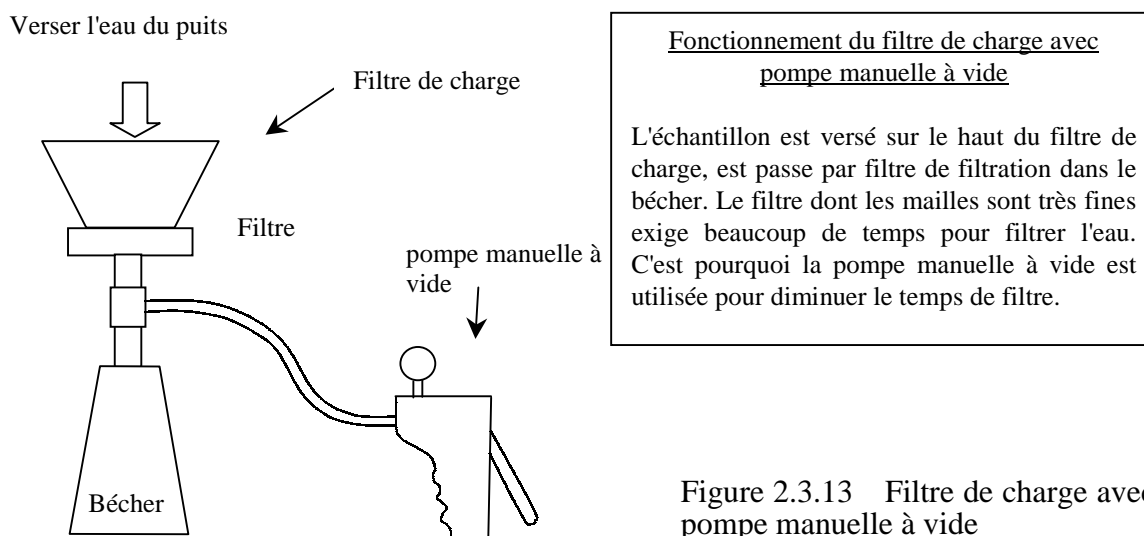 Verser l'eau du puits
Filtre de charge
Filtre
pompe manuelle à
vide
Bécher
Fonctionnement du filtre de charge avec
pompe manuelle à vide
L'échantillon est versé sur le haut du filtre de
charge, est passe par filtre de filtration dans le
bécher. Le filtre dont les mailles sont très fines
exige beaucoup de temps pour filtrer l'eau.
C'est pourquoi la pompe manuelle à vide est
utilisée pour diminuer le temps de filtre.
Figure 2.3.13 Filtre de charge avec
pompe manuelle à vide